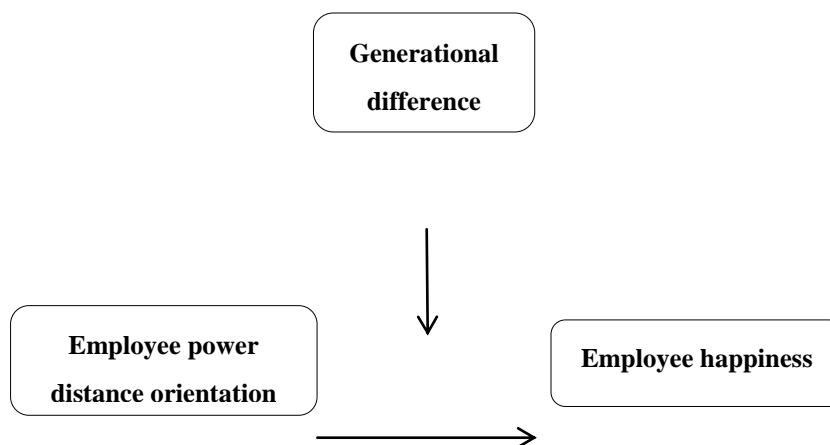 Generational
difference
Employee power
distance orientation
Employee happiness